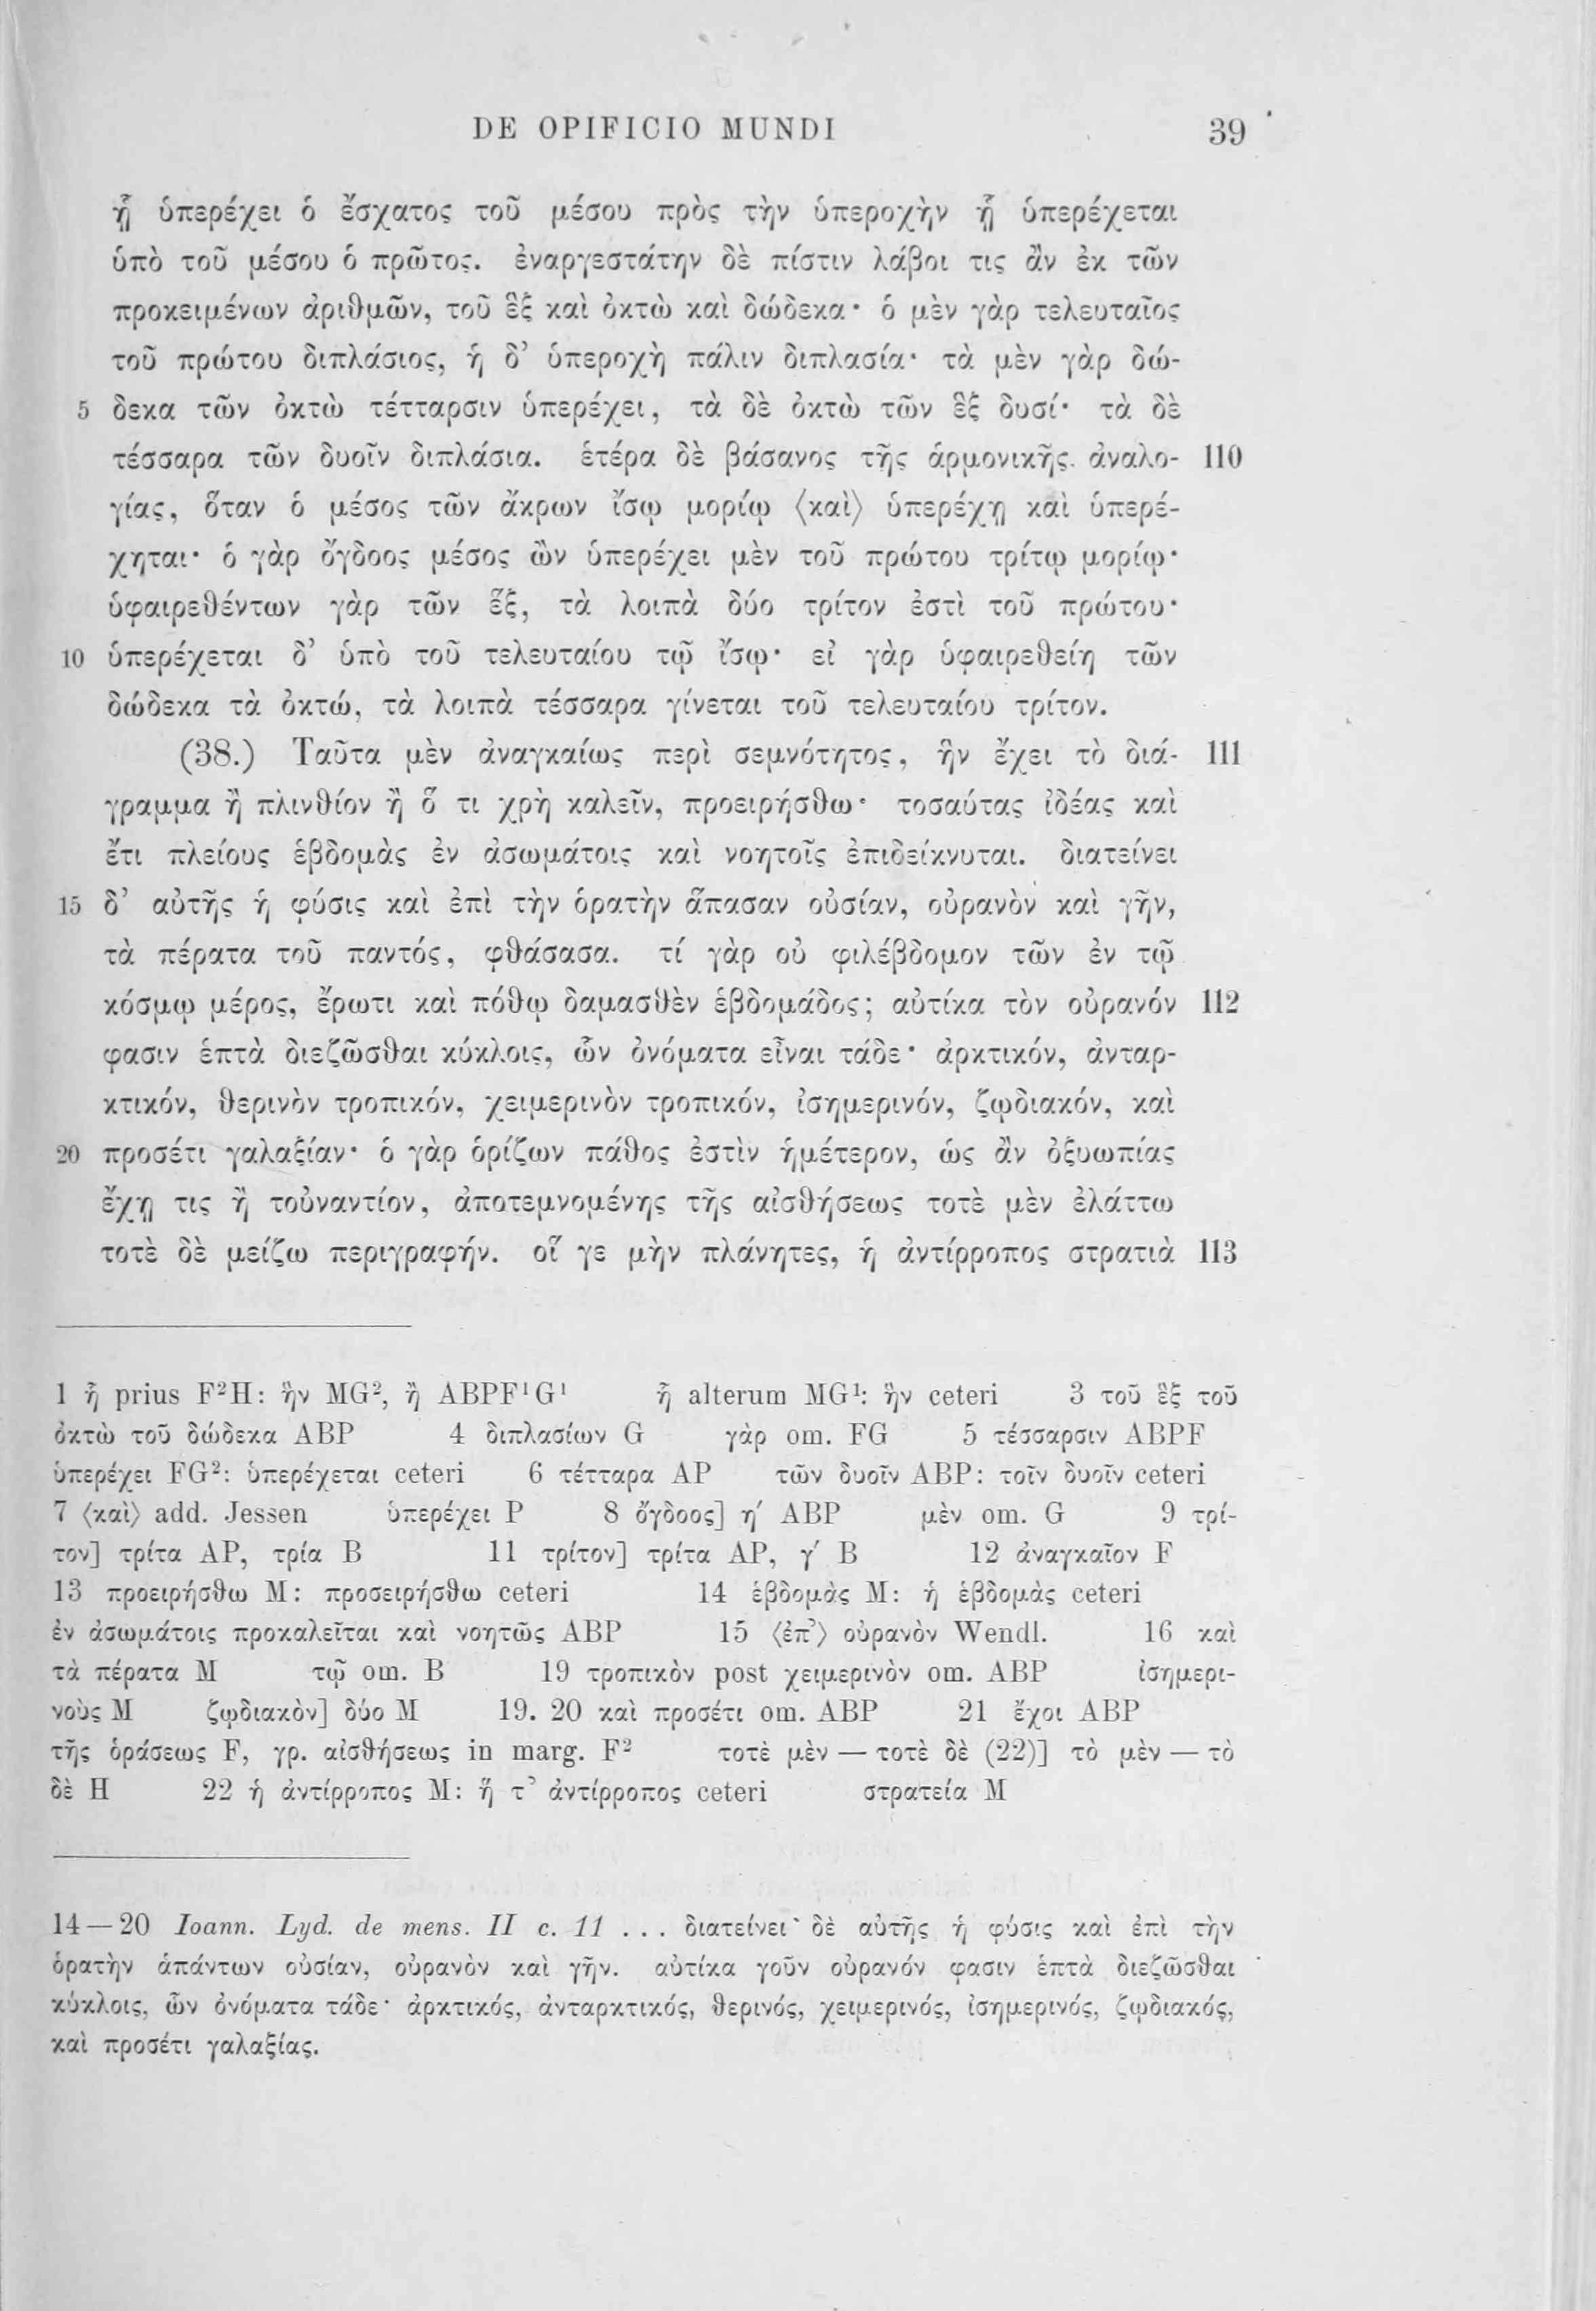 DE OPIFICIO MUNDI 39
ᾗ ὑπερέχει ὁ ἔσχατος τοῦ μέσου πρὸς τὴν ὑπεροχὴν ᾗ ὑπερέχεται
ὑπὸ τοῦ μέσου ὁ πρῶτος. ἐναργεστάτην δὲ πίστιν λάβοι τις ἂν ἐκ τῶν
προκειμένων ἀριθμῶν, τοῦ ἓξ καὶ ὀκτὼ καὶ δώδεκα· ὁ μὲν γὰρ τελευταῖος
τοῦ πρώτου διπλάσιος, ἡ δ’ ὑπεροχὴ πάλιν διπλασία· τὰ μὲν γὰρ δώ-
5 δεκα τῶν ὀκτὼ τέτταρσιν ὑπερέχει, τὰ δὲ ὀκτὼ τῶν ἓξ δυσί· τὰ δὲ
τέσσαρα τῶν δυοῖν διπλάσια. ἑτέρα δὲ βάσανος τῆς ἁρμονικῆς ἀναλο- 110
γίας, ὅταν ὁ μέσος τῶν ἄκρων ἴσῳ μορίῳ ⟨καὶ⟩ ὑπερέχῃ καὶ ὑπερέ-
χηται· ὁ γὰρ ὄγδοος μέσος ὢν ὑπερέχει μὲν τοῦ πρώτου τρίτῳ μορίῳ·
ὑφαιρεθέντων γὰρ τῶν ἕξ, τὰ λοιπὰ δύο τρίτον ἐστὶ τοῦ πρώτου·
10 ὑπερέχεται δ’ ὑπὸ τοῦ τελευταίου τῷ ἴσῳ· εἰ γὰρ ὑφαιρεθείη τῶν
δώδεκα τὰ ὀκτώ, τὰ λοιπὰ τέσσαρα γίνεται τοῦ τελευταίου τρίτον.
(38.) Ταῦτα μὲν ἀναγκαίως περὶ σεμνότητος, ἣν ἔχει τὸ διά- 111
γραμμα ἢ πλινθίον ἢ ὅ τι χρὴ καλεῖν, προειρήσθω· τοσαύτας ἰδέας καὶ
ἔτι πλείους ἑβδομὰς ἐν ἀσωμάτοις καὶ νοητοῖς ἐπιδείκνυται. διατείνει
15 δ’ αὐτῆς ἡ φύσις καὶ ἐπὶ τὴν ὁρατὴν ἅπασαν οὐσίαν, οὐρανὸν καὶ γῆν,
τὰ πέρατα τοῦ παντός, φθάσασα. τί γὰρ οὐ φιλέβδομον τῶν ἐν τῷ
κόσμῳ μέρος, ἔρωτι καὶ πόθῳ δαμασθὲν ἑβδομάδος; αὐτίκα τὸν οὐρανόν 112
φασιν ἑπτὰ διεζῶσθαι κύκλοις, ὧν ὀνόματα εἶναι τάδε· ἀρκτικόν, ἀνταρ-
κτικόν, θερινὸν τροπικόν, χειμερινὸν τροπικόν, ἰσημερινόν, ζῳδιακόν, καὶ
20 προσέτι γαλαξίαν· ὁ γὰρ ὁρίζων πάθος ἐστὶν ἡμέτερον, ὡς ἂν ὀξυωπίας
ἔχῃ τις ἢ τοὐναντίον, ἀποτεμνομένης τῆς αἰσθήσεως τοτὲ μὲν ἐλάττω
τοτὲ δὲ μείζω περιγραφήν. οἵ γε μὴν πλάνητες, ἡ ἀντίρροπος στρατιὰ 113
1 ᾗ prius F²H: ἣν MG², ἢ ABPF¹G¹ ᾗ alterum MG¹: ἣν ceteri 3 τοῦ ἓξ τοῦ
ὀκτὼ τοῦ δώδεκα ABP 4 διπλασίων G γὰρ om. FG 5 τέσσαρσιν ABPF
ὑπερέχει FG²: ὑπερέχεται ceteri 6 τέτταρα AP τῶν δυοῖν ABP: τοῖν δυοῖν ceteri
7 ⟨καὶ⟩ add. Jessen ὑπερέχει P 8 ὄγδοος] η′ ABP μὲν om. G 9 τρί-
τον] τρίτα AP, τρία B 11 τρίτον] τρίτα AP, γ′ B 12 ἀναγκαῖον F
13 προειρήσθω M: προσειρήσθω ceteri 14 ἑβδομὰς M: ἡ ἑβδομὰς ceteri
ἐν ἀσωμάτοις προκαλεῖται καὶ νοητῶς ABP 15 ⟨ἐπ’⟩ οὐρανὸν Wendl. 16 καὶ
τὰ πέρατα M τῷ om. B 19 τροπικὸν post χειμερινὸν om. ABP ἰσημερι-
νοὺς M ζῳδιακὸν] δύο M 19. 20 καὶ προσέτι om. ABP 21 ἔχοι ABP
τῆς ὁράσεως F, γρ. αἰσθήσεως in marg. F² τοτὲ μὲν — τοτὲ δὲ (22)] τὸ μὲν — τὸ
δὲ H 22 ἡ ἀντίρροπος M: ἥ τ’ ἀντίρροπος ceteri στρατεία M
14—20 Ioann. Lyd. de mens. II c. 11 . . . διατείνει δὲ αὐτῆς ἡ φύσις καὶ ἐπὶ τὴν
ὁρατὴν ἁπάντων οὐσίαν, οὐρανὸν καὶ γῆν. αὐτίκα γοῦν οὐρανόν φασιν ἑπτὰ διεζῶσθαι
κύκλοις, ὧν ὀνόματα τάδε· ἀρκτικός, ἀνταρκτικός, θερινός, χειμερινός, ἰσημερινός, ζῳδιακός,
καὶ προσέτι γαλαξίας.